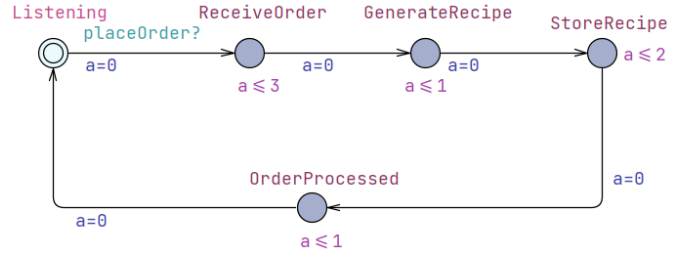 Listening
ReceiveOrder
GenerateRecipe
StoreRecipe
placeOrder?
a=0
a=0
a=0
a⩽2
a⩽3
a⩽1
OrderProcessed
a=0
a=0
a⩽1